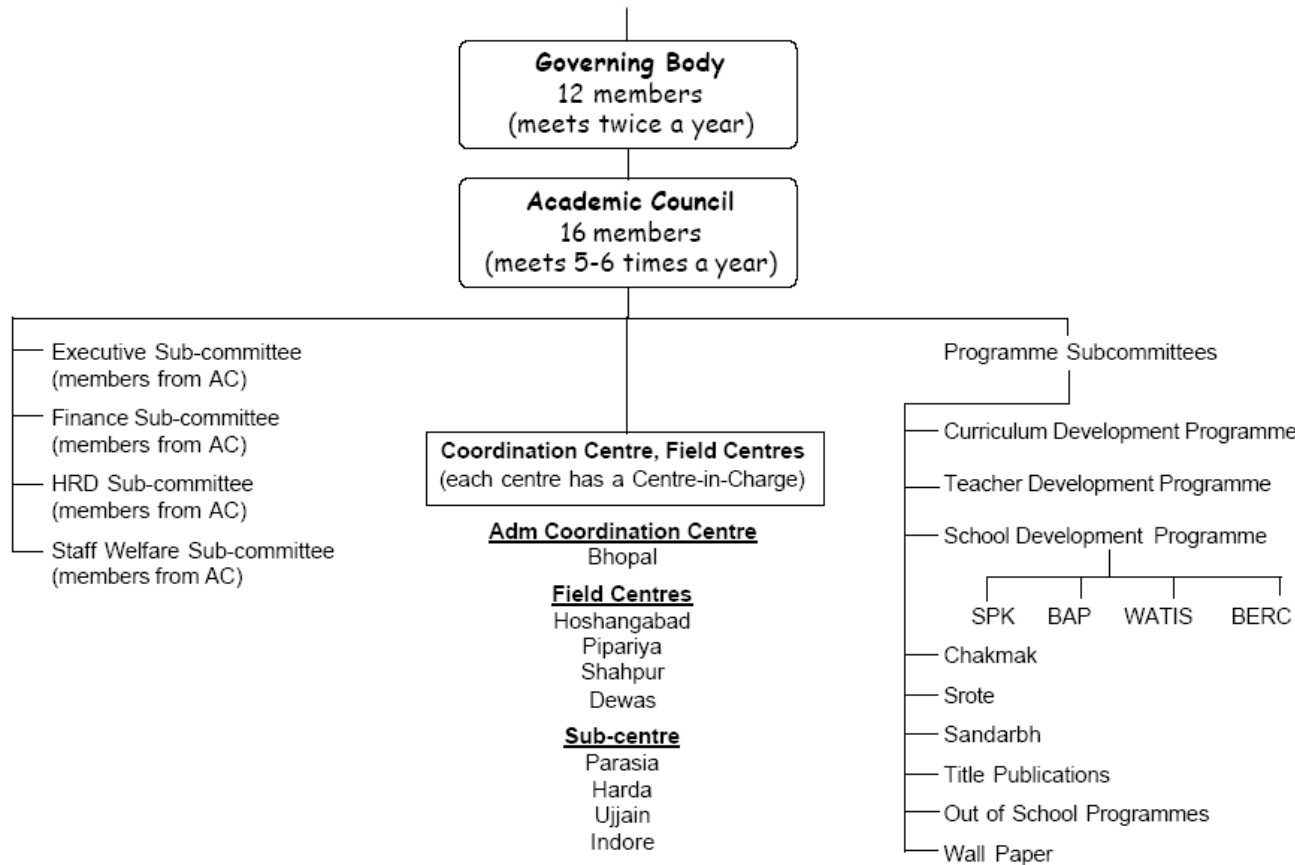 Governing Body
12 members
(meets twice a year)
Academic Council
16 members
(meets 5-6 times a year)
Executive Sub-committee
(members from AC)
Finance Sub-committee
(members from AC)
HRD Sub-committee
(members from AC)
Staff Welfare Sub-committee
(members from AC)
Coordination Centre, Field Centres
(each centre has a Centre-in-Charge)
Adm Coordination Centre
Bhopal
Field Centres
Hoshangabad
Pipariya
Shahpur
Dewas
Sub-centre
Parasia
Harda
Ujjain
Indore
Programme Subcommittees
Curriculum Development Programme
Teacher Development Programme
School Development Programme
SPK BAP WATIS BERC
Chakmak
Srote
Sandarbh
Title Publications
Out of School Programmes
Wall Paper